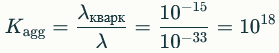 K_agg = λ_кварк / λ = 10^−15 / 10^−33 = 10^18